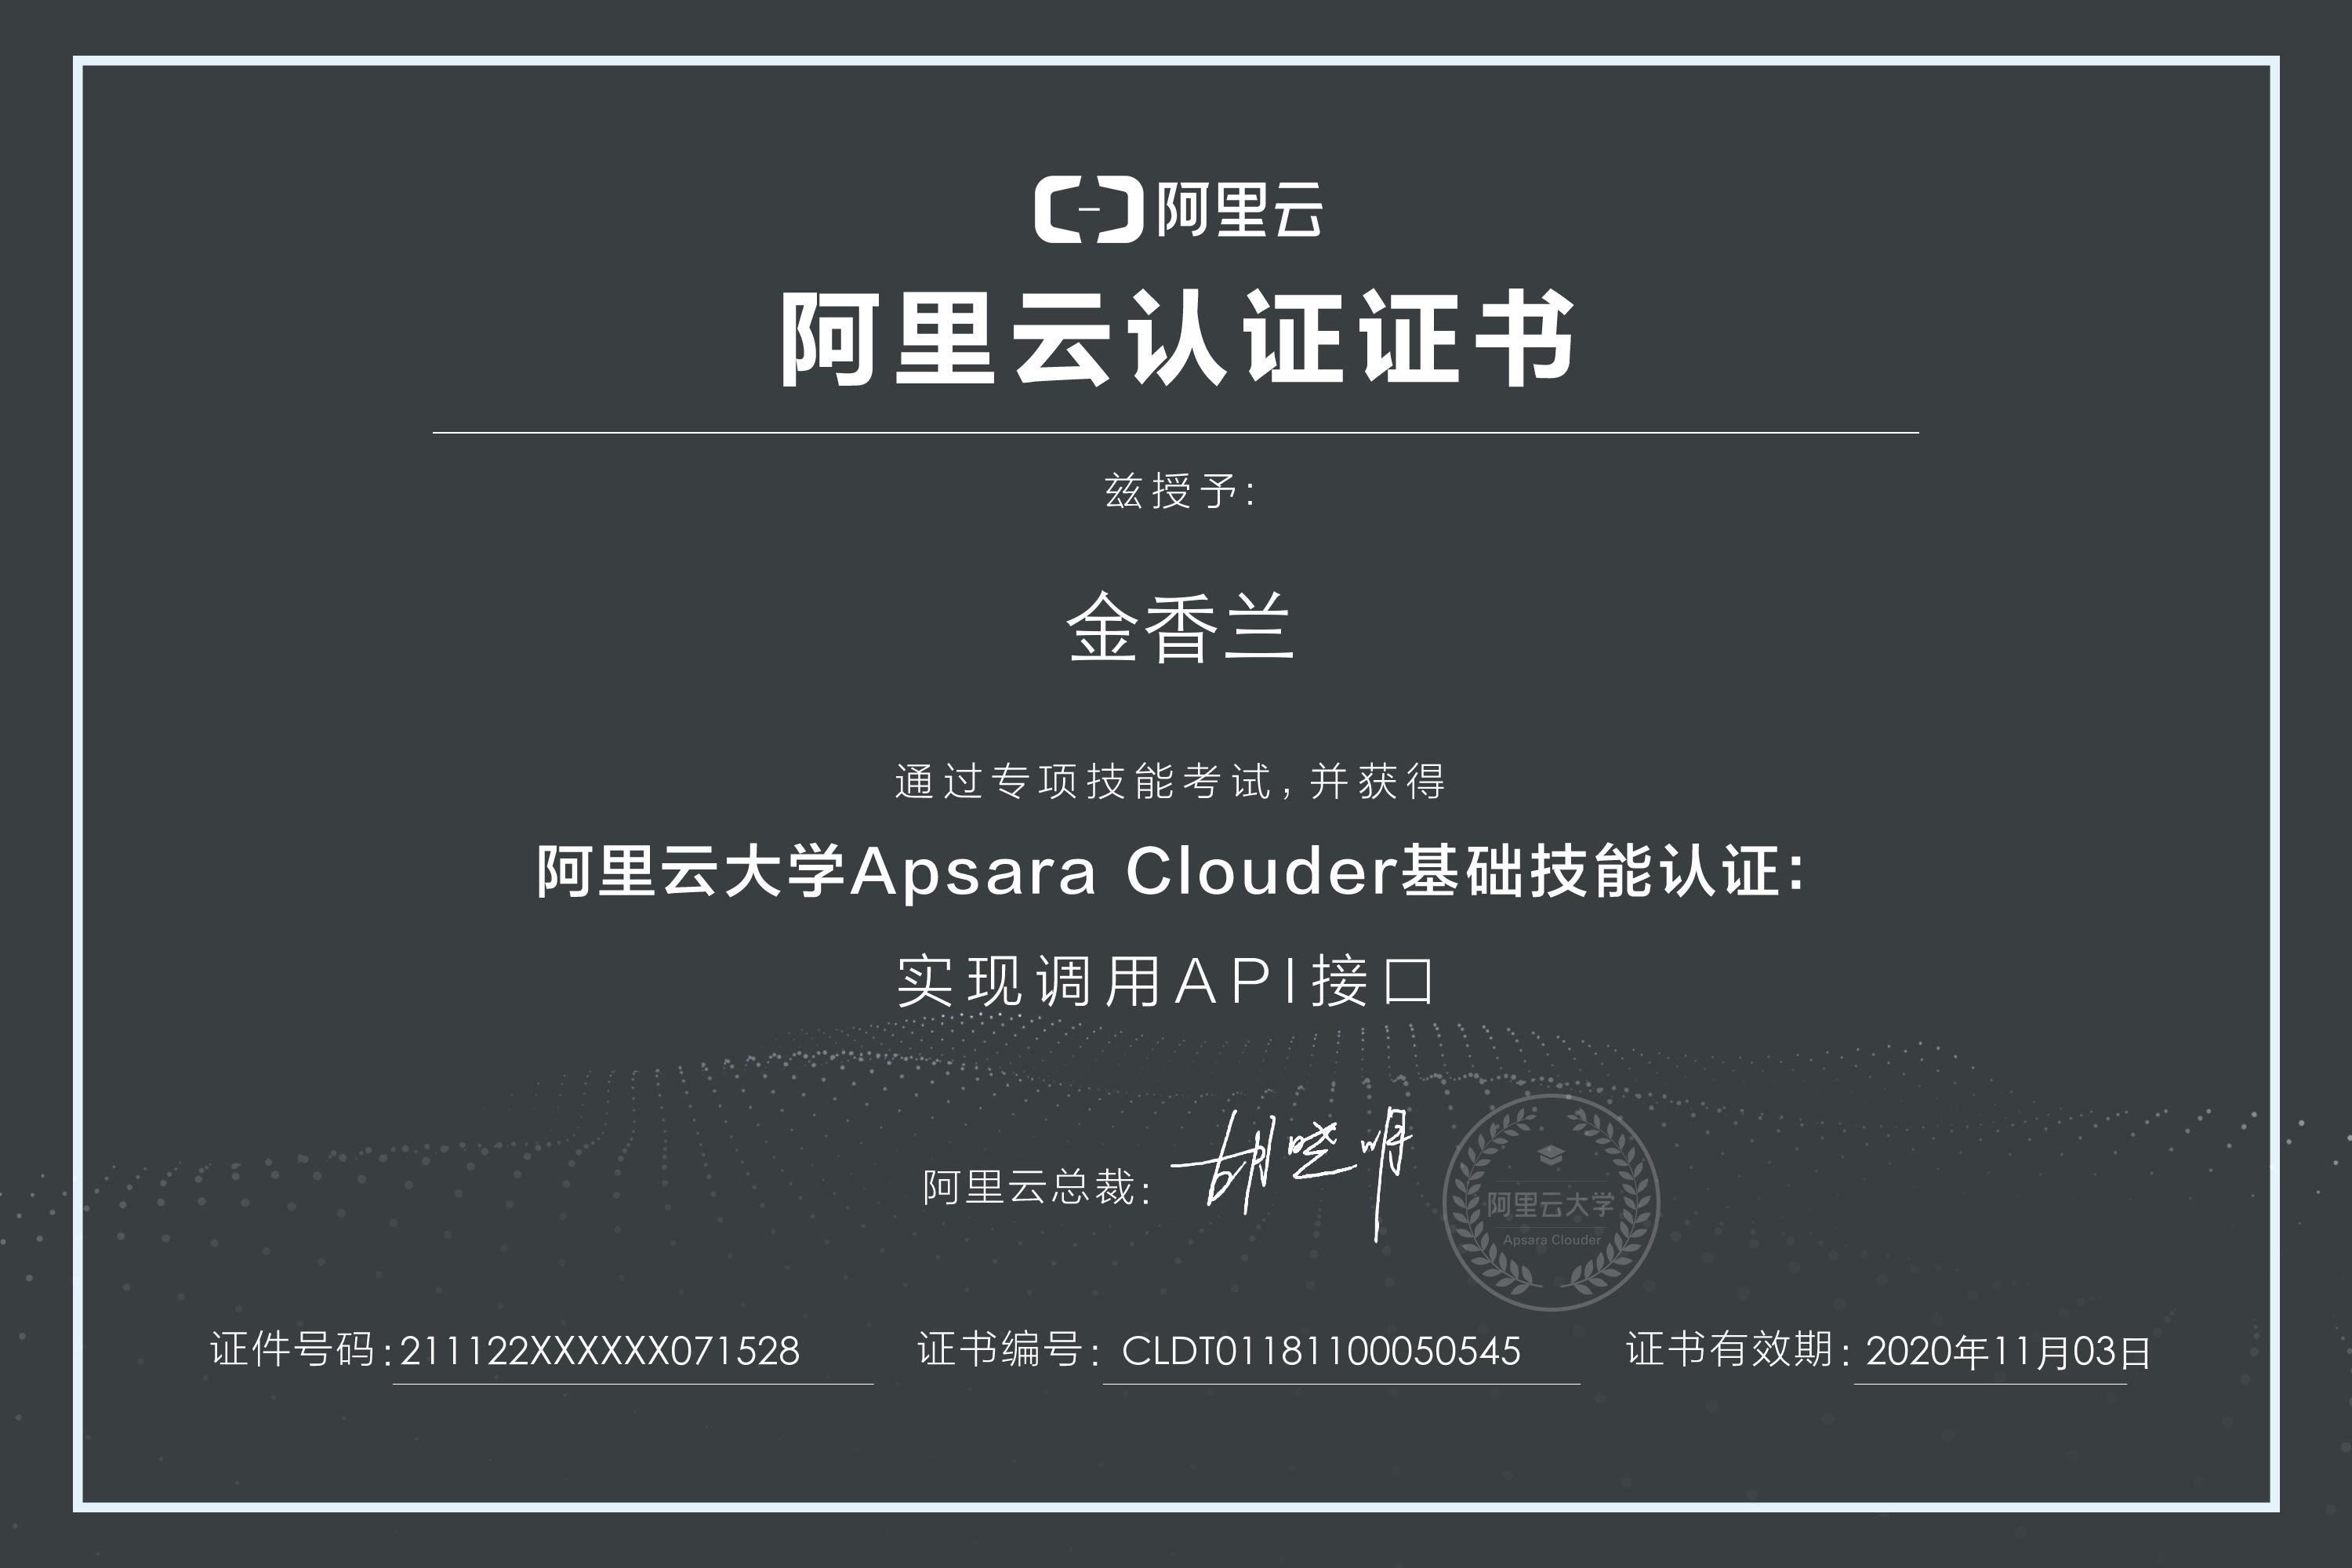 阿里云
阿里云认证证书
兹授予：
金香兰
通过专项技能考试，并获得
阿里云大学Apsara Clouder基础技能认证：
实现调用API接口
阿里云总裁：胡晓明
阿里云大学
Apsara Clouder
证件号码：211122XXXXXX071528 证书编号： CLDT01181100050545 证书有效期：2020年11月03日